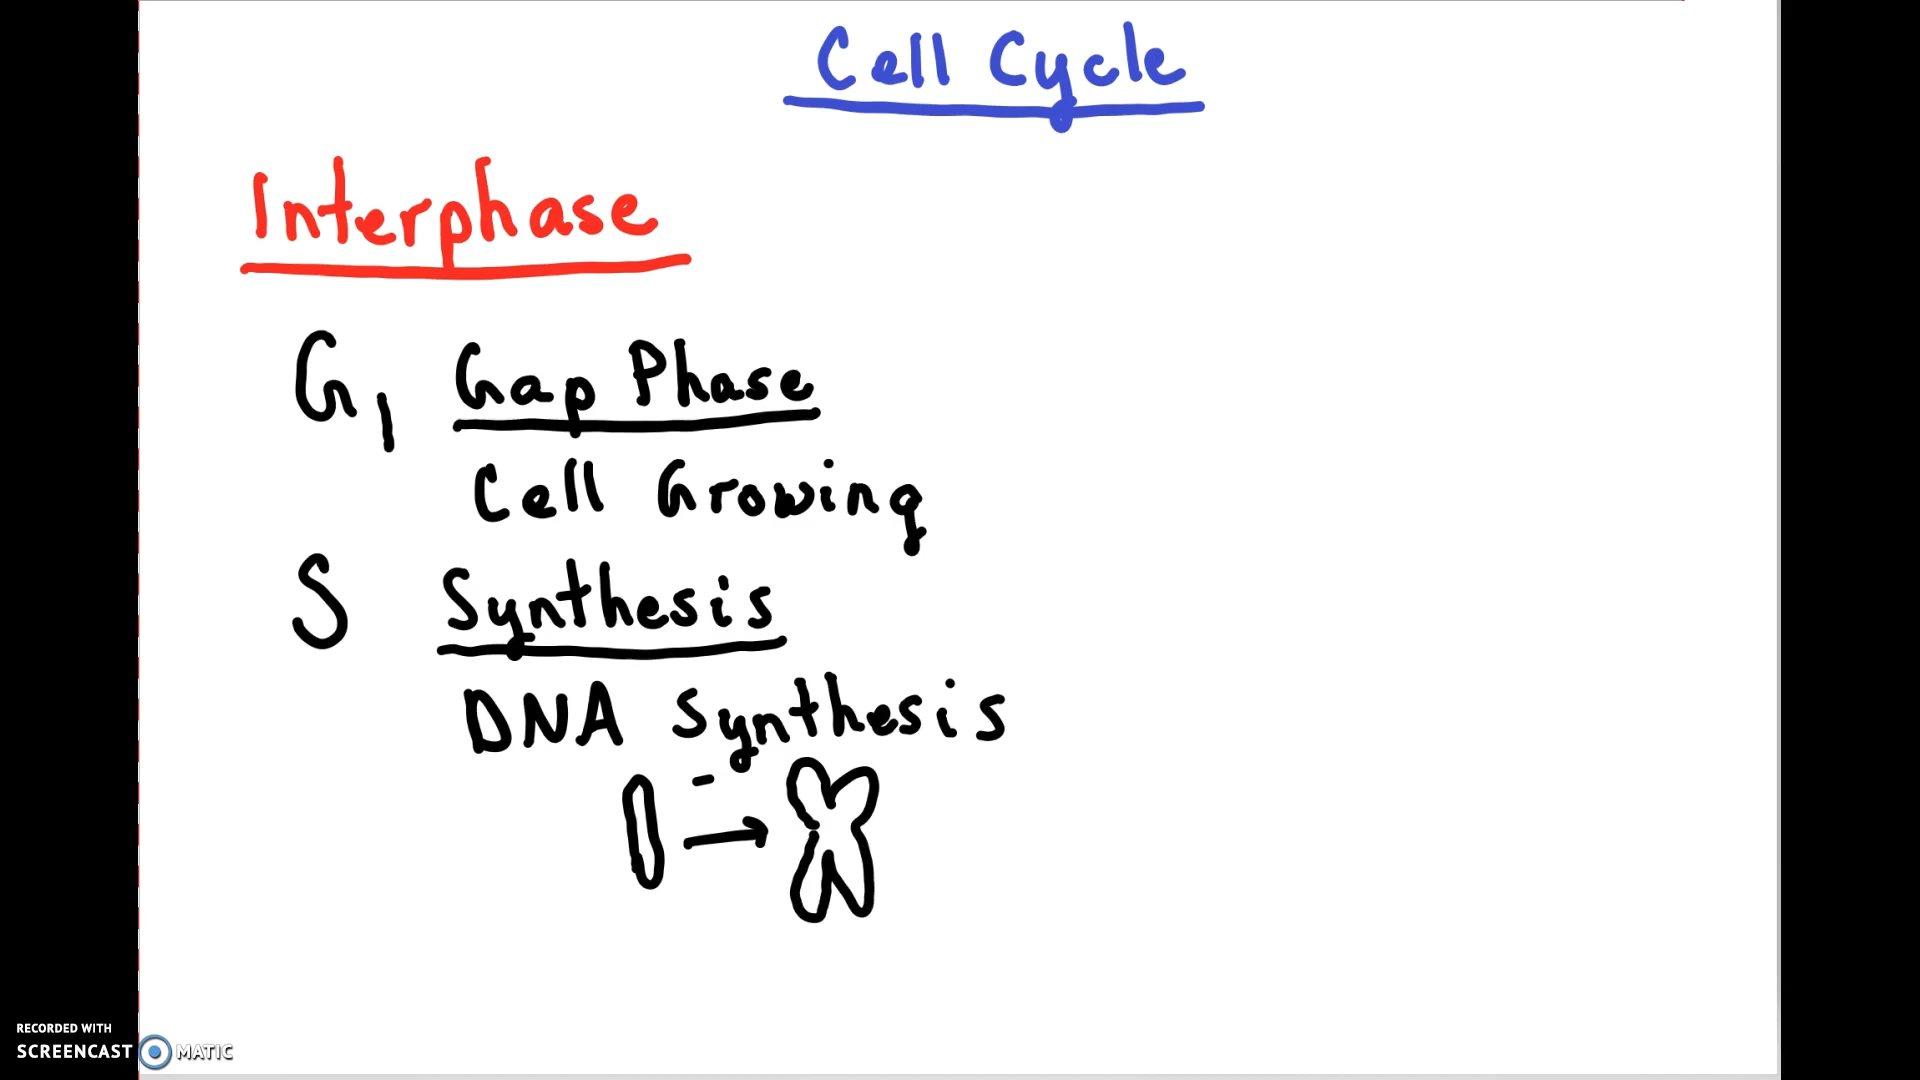 Cell Cycle
Interphase
G1 Gap Phase
Cell Growing
S Synthesis
DNA Synthesis
RECORDED WITH
SCREENCAST MATIC